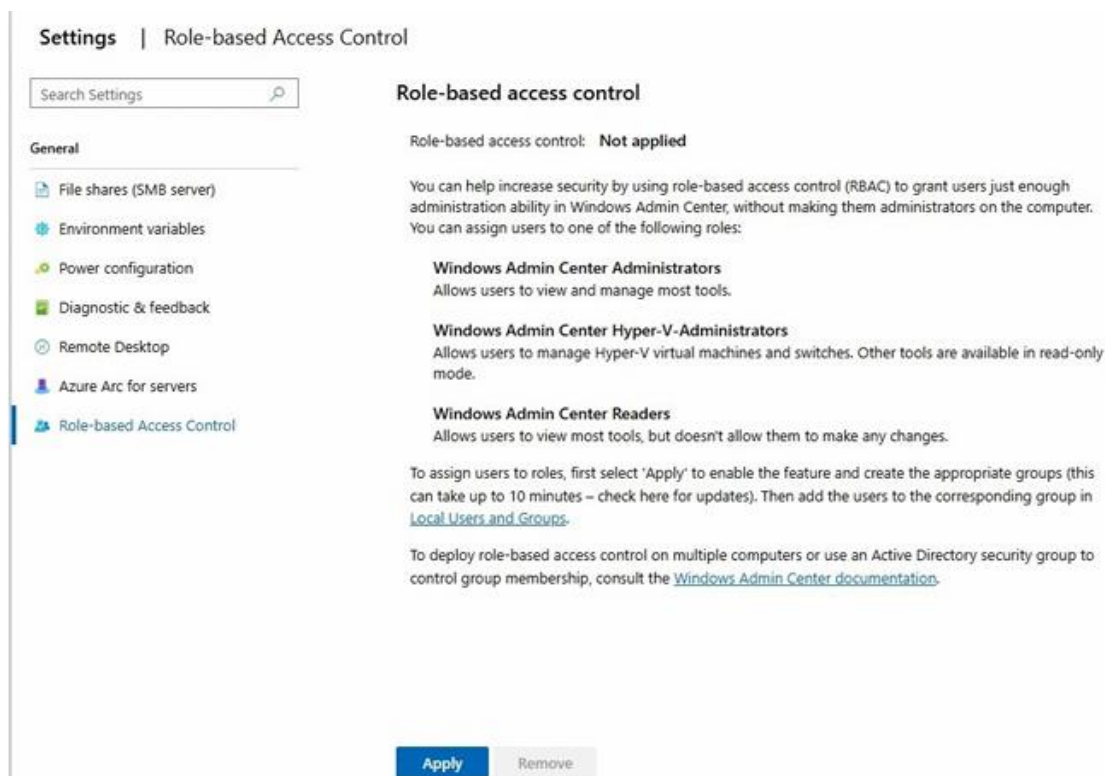 Settings | Role-based Access Control
Search Settings
General
File shares (SMB server)
Environment variables
Power configuration
Diagnostic & feedback
Remote Desktop
Azure Arc for servers
Role-based Access Control
Role-based access control
Role-based access control: Not applied
You can help increase security by using role-based access control (RBAC) to grant users just enough
administration ability in Windows Admin Center, without making them administrators on the computer.
You can assign users to one of the following roles:
Windows Admin Center Administrators
Allows users to view and manage most tools.
Windows Admin Center Hyper-V-Administrators
Allows users to manage Hyper-V virtual machines and switches. Other tools are available in read-only
mode.
Windows Admin Center Readers
Allows users to view most tools, but doesn't allow them to make any changes.
To assign users to roles, first select 'Apply' to enable the feature and create the appropriate groups (this
can take up to 10 minutes – check here for updates). Then add the users to the corresponding group in
Local Users and Groups.
To deploy role-based access control on multiple computers or use an Active Directory security group to
control group membership, consult the Windows Admin Center documentation.
Apply
Remove